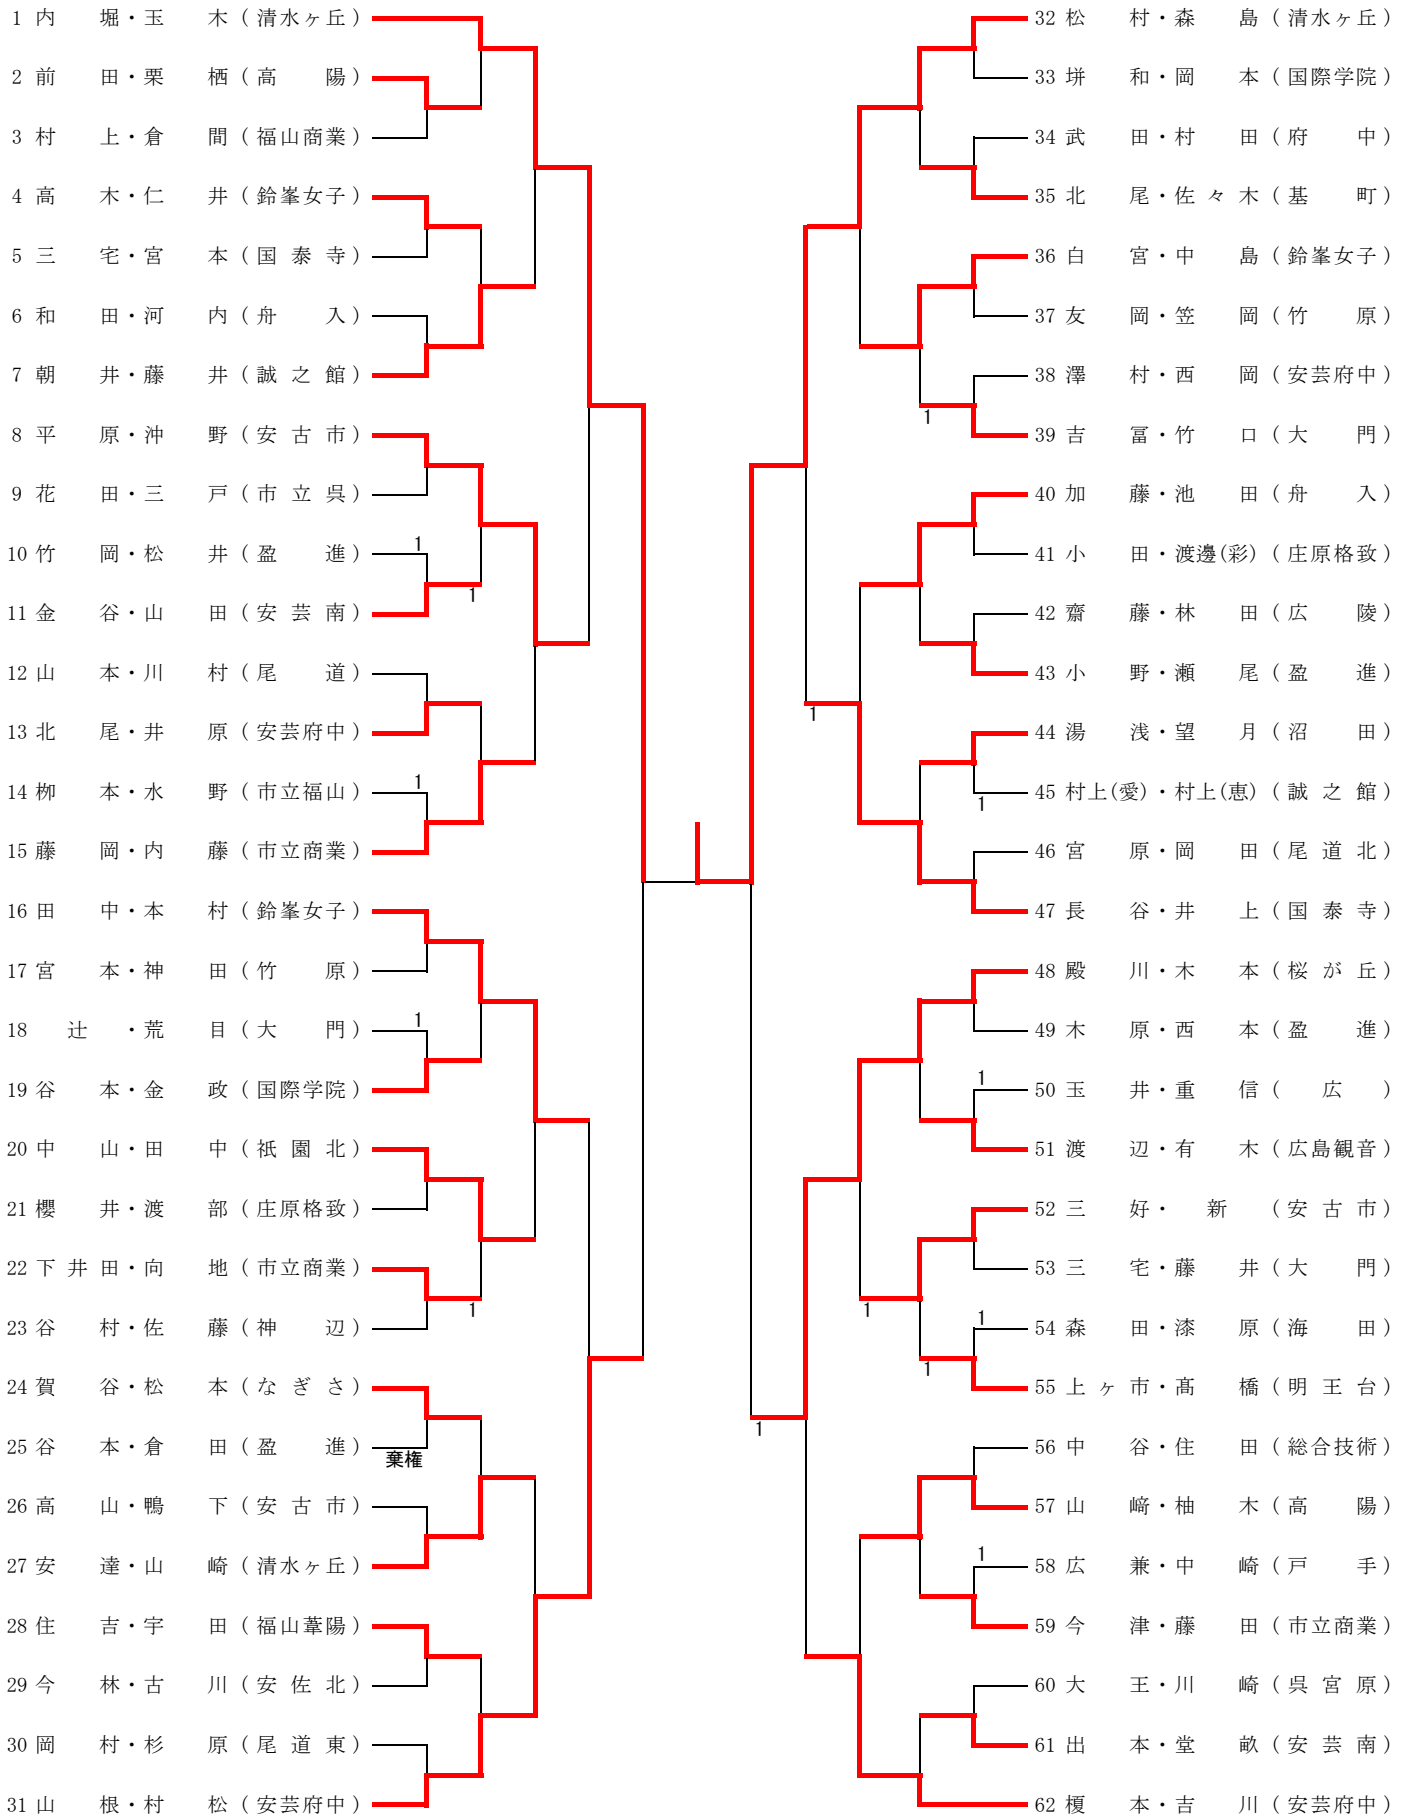 1 内 堀・玉 木（清水ヶ丘）
2 前 田・栗 栖（高 陽）
3 村 上・倉 間（福山商業）
4 高 木・仁 井（鈴峯女子）
5 三 宅・宮 本（国 泰 寺）
6 和 田・河 内（舟 入）
7 朝 井・藤 井（誠 之 館）
8 平 原・沖 野（安 古 市）
9 花 田・三 戸（市 立 呉）
10 竹 岡・松 井（盈 進） 1
11 金 谷・山 田（安 芸 南） 1
12 山 本・川 村（尾 道）
13 北 尾・井 原（安芸府中）
14 栁 本・水 野（市立福山） 1
15 藤 岡・内 藤（市立商業）
16 田 中・本 村（鈴峯女子）
17 宮 本・神 田（竹 原）
18 辻 ・荒 目（大 門） 1
19 谷 本・金 政（国際学院）
20 中 山・田 中（祇 園 北）
21 櫻 井・渡 部（庄原格致）
22 下 井 田・向 地（市立商業） 1
23 谷 村・佐 藤（神 辺）
24 賀 谷・松 本（な ぎ さ）
25 谷 本・倉 田（盈 進） 棄権
26 高 山・鴨 下（安 古 市）
27 安 達・山 崎（清水ヶ丘）
28 住 吉・宇 田（福山葦陽）
29 今 林・古 川（安 佐 北）
30 岡 村・杉 原（尾 道 東）
31 山 根・村 松（安芸府中）
32 松 村・森 島（清水ヶ丘）
33 垪 和・岡 本（国際学院）
34 武 田・村 田（府 中）
35 北 尾・佐 々 木（基 町）
36 白 宮・中 島（鈴峯女子）
37 友 岡・笠 岡（竹 原）
38 澤 村・西 岡（安芸府中）
1 39 吉 冨・竹 口（大 門）
40 加 藤・池 田（舟 入）
41 小 田・渡邊(彩)（庄原格致）
42 齋 藤・林 田（広 陵）
43 小 野・瀬 尾（盈 進）
1
44 湯 浅・望 月（沼 田）
1 45 村上(愛)・村上(恵)（誠 之 館）
46 宮 原・岡 田（尾 道 北）
47 長 谷・井 上（国 泰 寺）
48 殿 川・木 本（桜 が 丘）
49 木 原・西 本（盈 進）
1 50 玉 井・重 信（ 広 ）
51 渡 辺・有 木（広島観音）
52 三 好・ 新 （安 古 市）
53 三 宅・藤 井（大 門）
1
1 54 森 田・漆 原（海 田）
1 55 上 ヶ 市・髙 橋（明 王 台）
1
56 中 谷・住 田（総合技術）
57 山 﨑・柚 木（高 陽）
1 58 広 兼・中 崎（戸 手）
59 今 津・藤 田（市立商業）
60 大 王・川 崎（呉 宮 原）
61 出 本・堂 畝（安 芸 南）
62 榎 本・吉 川（安芸府中）